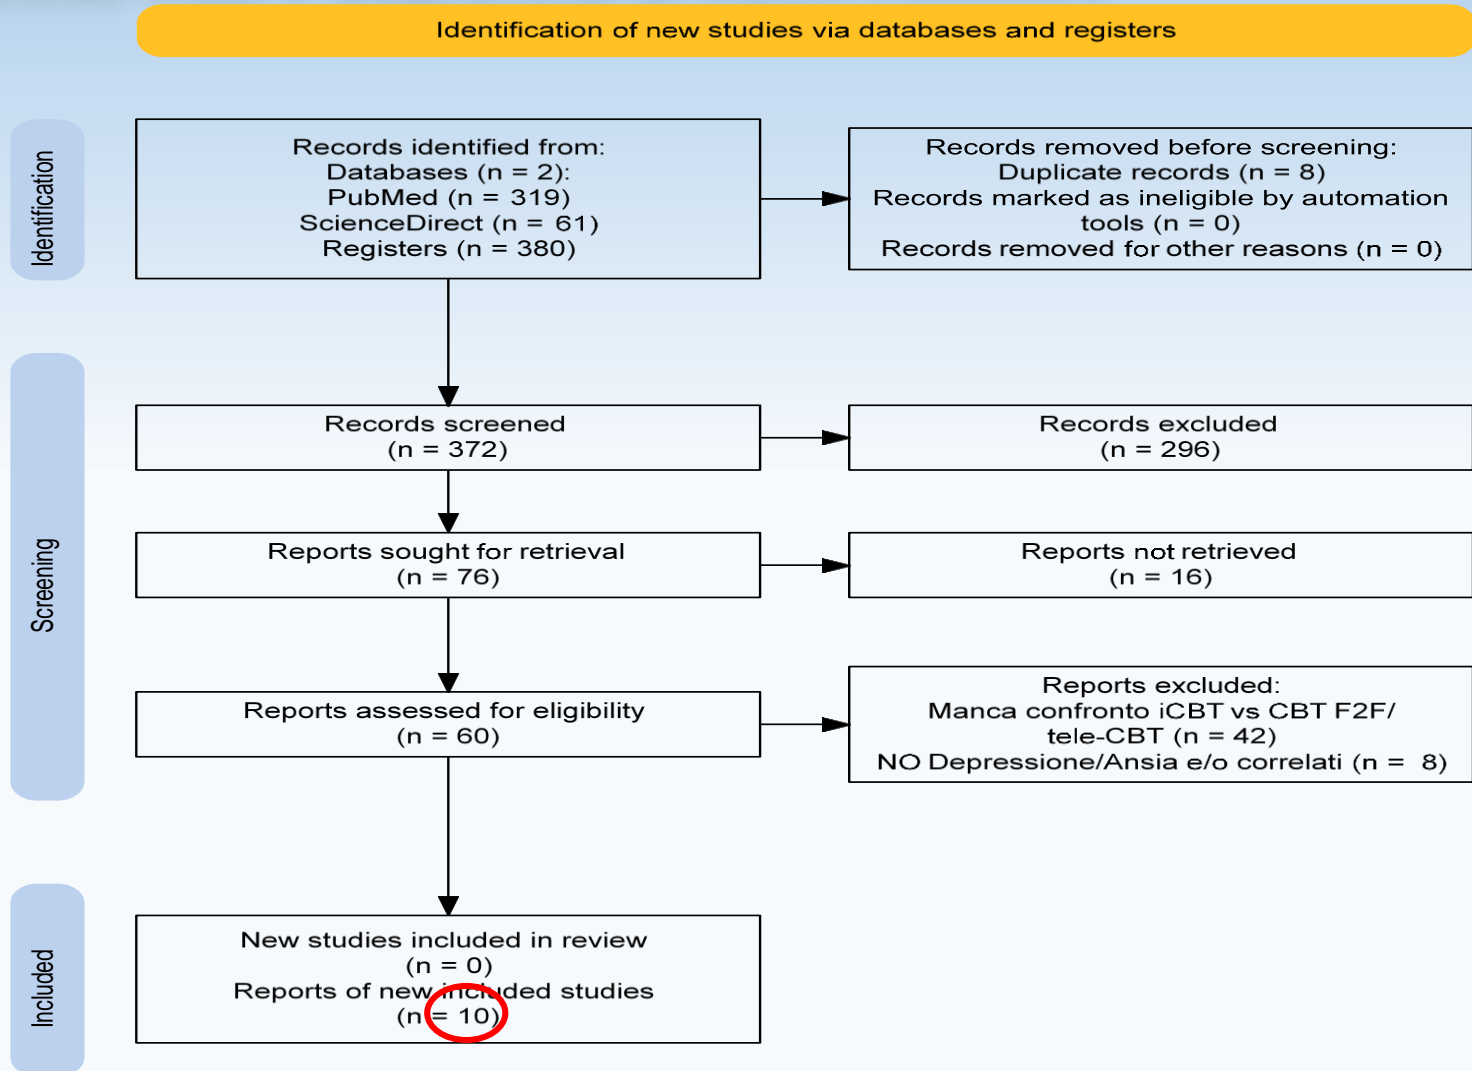 Identification of new studies via databases and registers
Identification
Records identified from:
Databases (n = 2):
PubMed (n = 319)
ScienceDirect (n = 61)
Registers (n = 380)
Records removed before screening:
Duplicate records (n = 8)
Records marked as ineligible by automation
tools (n = 0)
Records removed for other reasons (n = 0)
Screening
Records screened
(n = 372)
Records excluded
(n = 296)
Reports sought for retrieval
(n = 76)
Reports not retrieved
(n = 16)
Reports assessed for eligibility
(n = 60)
Reports excluded:
Manca confronto iCBT vs CBT F2F/
tele-CBT (n = 42)
NO Depressione/Ansia e/o correlati (n = 8)
Included
New studies included in review
(n = 0)
Reports of new included studies
(n = 10)